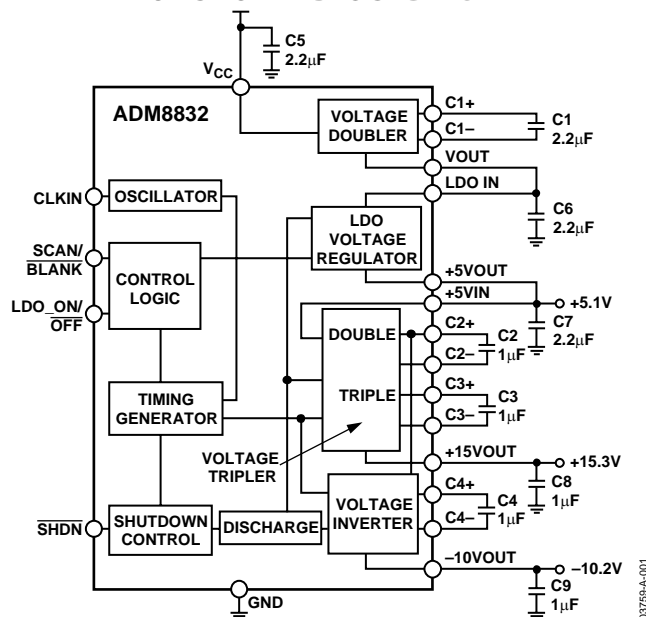 C5
2.2µF
VCC
ADM8832
VOLTAGE
DOUBLER
C1+
C1–
C1
2.2µF
VOUT
LDO IN
CLKIN
OSCILLATOR
LDO
VOLTAGE
REGULATOR
C6
2.2µF
SCAN/
BLANK
CONTROL
LOGIC
LDO_ON/
OFF
+5VOUT
+5VIN
+5.1V
C7
2.2µF
DOUBLE
C2+
C2–
C2
1µF
TRIPLE
C3+
C3–
C3
1µF
TIMING
GENERATOR
VOLTAGE
TRIPLER
+15VOUT
+15.3V
C8
1µF
SHDN
SHUTDOWN
CONTROL
DISCHARGE
VOLTAGE
INVERTER
C4+
C4–
C4
1µF
–10VOUT
–10.2V
C9
1µF
GND
03759-A-001